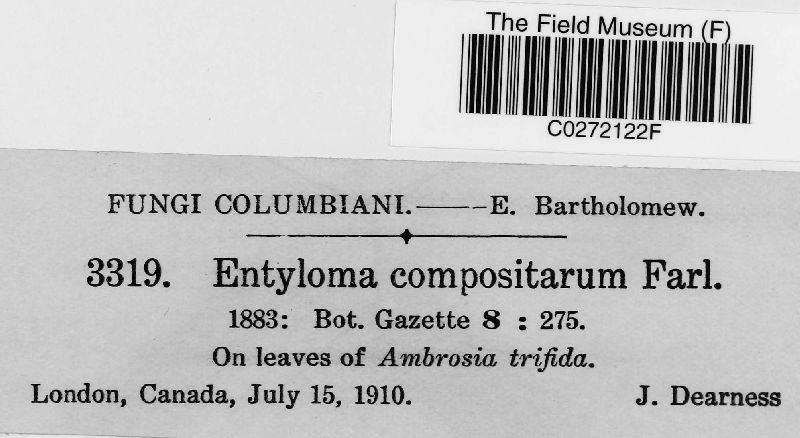 The Field Museum (F)
C0272122F
FUNGI COLUMBIANI.———E. Bartholomew.
3319. Entyloma compositarum Farl.
1883: Bot. Gazette 8 : 275.
On leaves of Ambrosia trifida.
London, Canada, July 15, 1910. J. Dearness